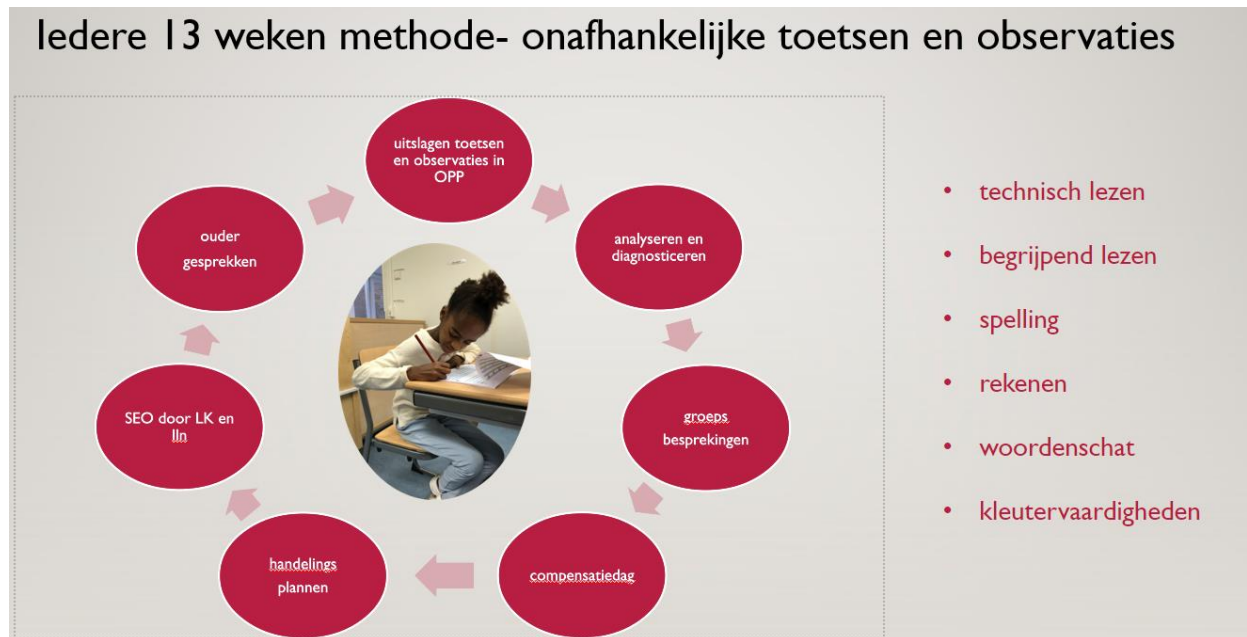 Iedere 13 weken methode- onafhankelijke toetsen en observaties
uitslagen toetsen
en observaties in
OPP
analyseren en
diagnosticeren
groeps
besprekingen
compensatiedag
handelings
plannen
SEO door LK en
lln
ouder
gesprekken
• technisch lezen
• begrijpend lezen
• spelling
• rekenen
• woordenschat
• kleutervaardigheden